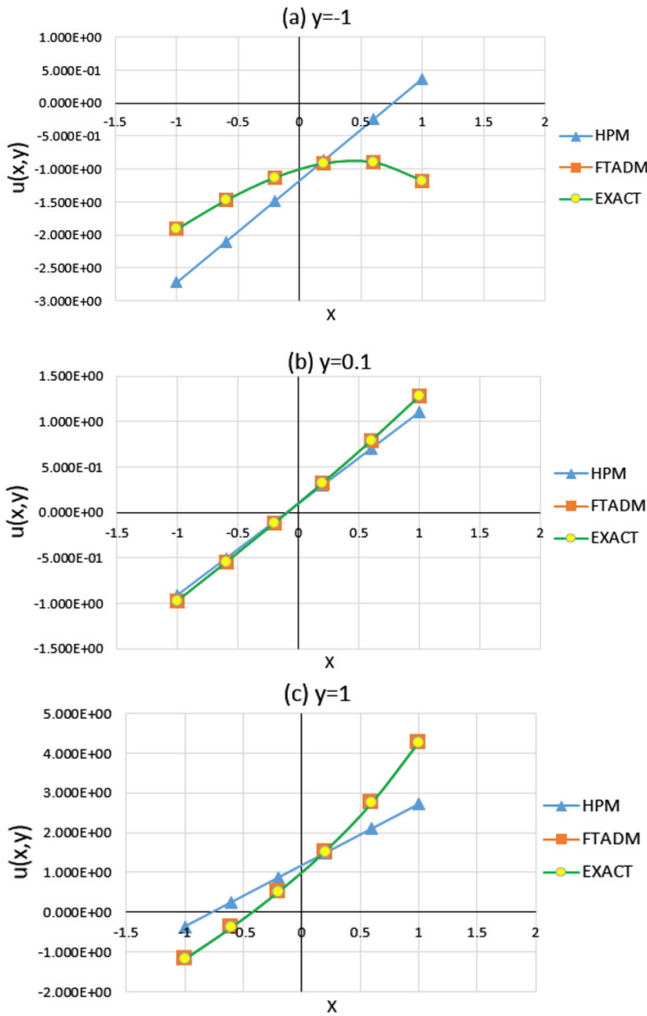 (a) y=-1
1.000E+00
5.000E-01
0.000E+00
-5.000E-01
-1.000E+00
-1.500E+00
-2.000E+00
-2.500E+00
-3.000E+00
-1.5 -1 -0.5 0 0.5 1 1.5 2
u(x,y)
X
HPM
FTADM
EXACT
(b) y=0.1
1.500E+00
1.000E+00
5.000E-01
0.000E+00
-5.000E-01
-1.000E+00
-1.500E+00
-1.5 -1 -0.5 0 0.5 1 1.5 2
u(x,y)
X
HPM
FTADM
EXACT
(c) y=1
5.000E+00
4.000E+00
3.000E+00
2.000E+00
1.000E+00
0.000E+00
-1.000E+00
-2.000E+00
-1.5 -1 -0.5 0 0.5 1 1.5 2
u(x,y)
X
HPM
FTADM
EXACT